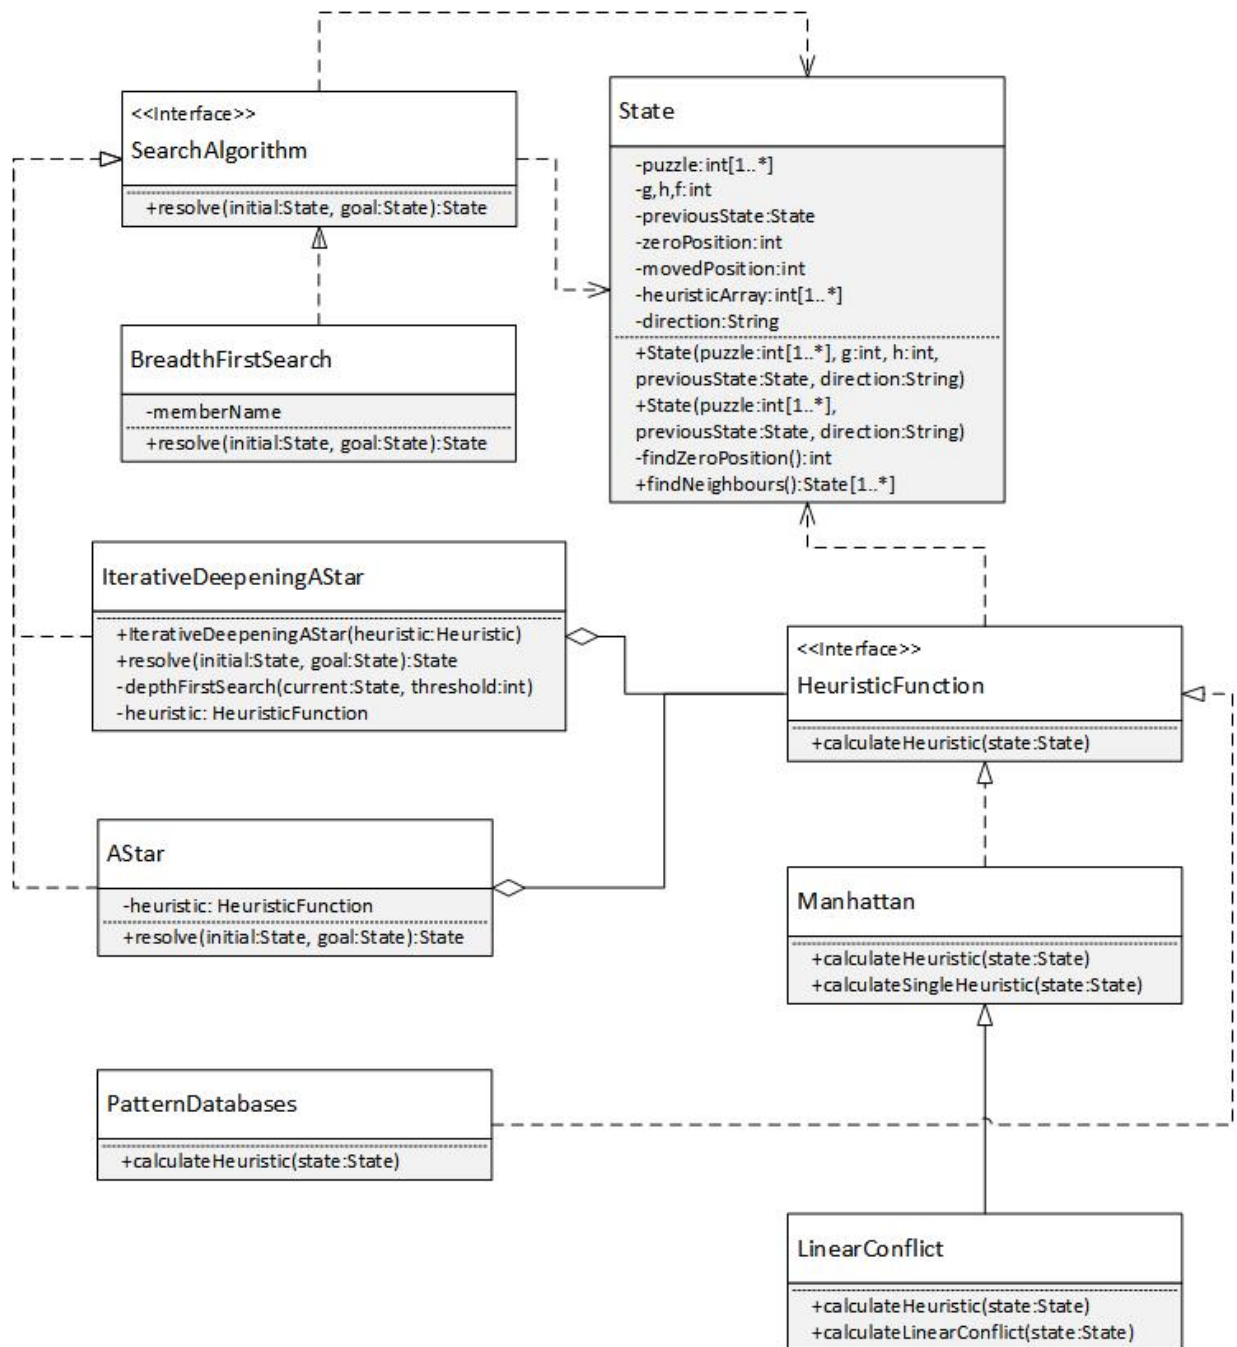 <<Interface>>
SearchAlgorithm
+resolve(initial:State, goal:State):State
State
-puzzle:int[1..*]
-g,h,f:int
-previousState:State
-zeroPosition:int
-movedPosition:int
-heuristicArray:int[1..*]
-direction:String
+State(puzzle:int[1..*], g:int, h:int,
previousState:State, direction:String)
+State(puzzle:int[1..*],
previousState:State, direction:String)
-findZeroPosition():int
+findNeighbours():State[1..*]
BreadthFirstSearch
-memberName
+resolve(initial:State, goal:State):State
IterativeDeepeningAStar
+IterativeDeepeningAStar(heuristic:Heuristic)
+resolve(initial:State, goal:State):State
-depthFirstSearch(current:State, threshold:int)
-heuristic: HeuristicFunction
<<Interface>>
HeuristicFunction
+calculateHeuristic(state:State)
AStar
-heuristic: HeuristicFunction
+resolve(initial:State, goal:State):State
Manhattan
+calculateHeuristic(state:State)
+calculateSingleHeuristic(state:State)
PatternDatabases
+calculateHeuristic(state:State)
LinearConflict
+calculateHeuristic(state:State)
+calculateLinearConflict(state:State)